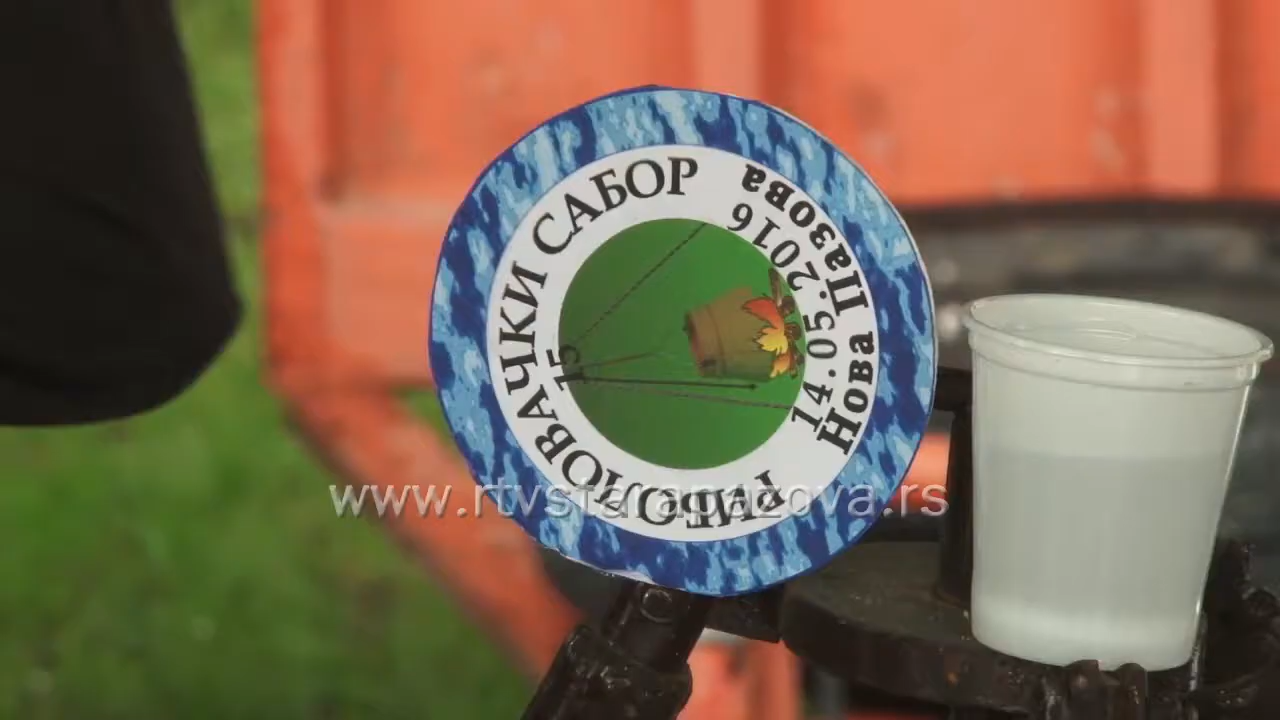 15
РИБОЛОВАЧКИ САБОР
14.05.2016
Нова Пазова
www.rtvstarapazova.rs